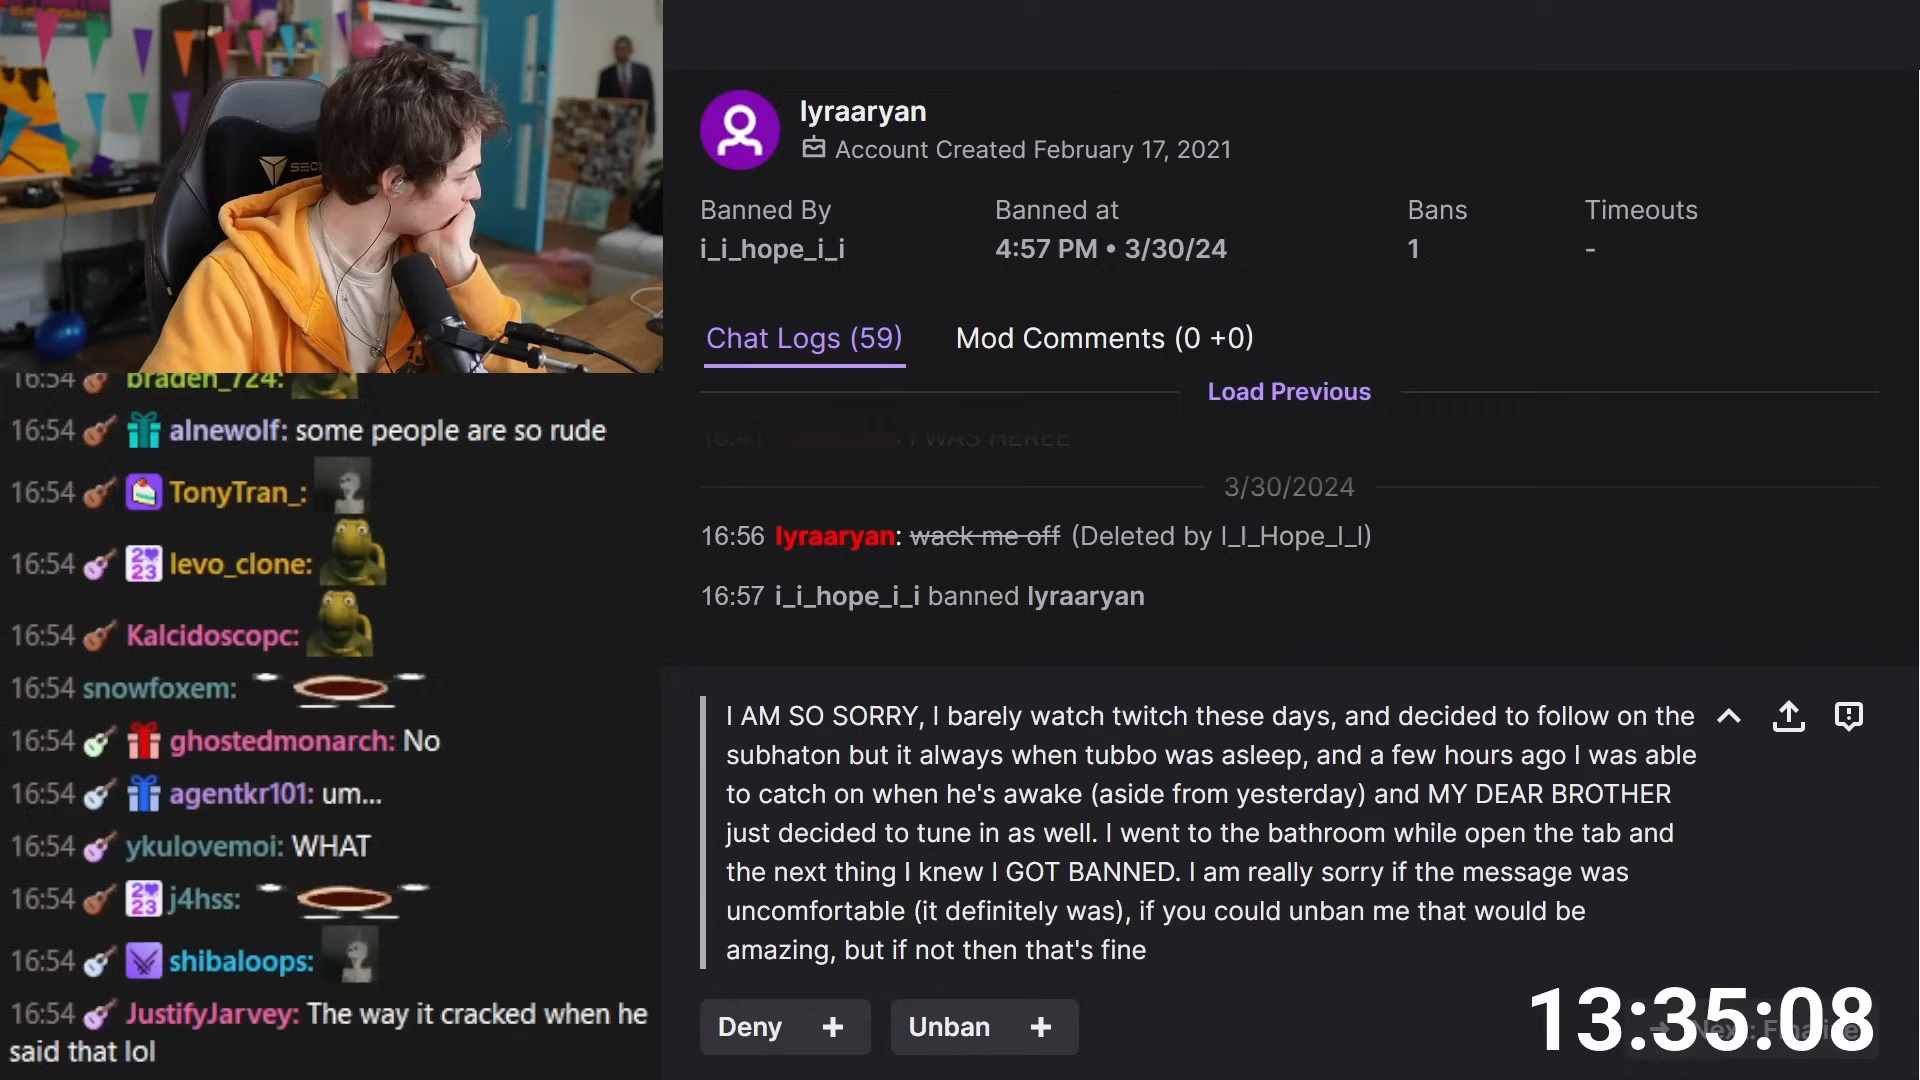 lyraaryan
Account Created February 17, 2021
Banned By
Banned at
Bans
Timeouts
i_i_hope_i_i
4:57 PM • 3/30/24
1
-
Chat Logs (59)
Mod Comments (0 +0)
Load Previous
16:41
: I WAS HEREE
3/30/2024
16:56 lyraaryan: wack me off (Deleted by I_I_Hope_I_I)
16:57 i_i_hope_i_i banned lyraaryan
I AM SO SORRY, I barely watch twitch these days, and decided to follow on the
subhaton but it always when tubbo was asleep, and a few hours ago I was able
to catch on when he's awake (aside from yesterday) and MY DEAR BROTHER
just decided to tune in as well. I went to the bathroom while open the tab and
the next thing I knew I GOT BANNED. I am really sorry if the message was
uncomfortable (it definitely was), if you could unban me that would be
amazing, but if not then that's fine
Deny +
Unban +
13:35:08
16:54 braden_724:
16:54 alnewolf: some people are so rude
16:54 TonyTran_:
16:54 2 23 levo_clone:
16:54 Kalcidoscopc:
16:54 snowfoxem:
16:54 ghostedmonarch: No
16:54 agentkr101: um...
16:54 ykulovemoi: WHAT
16:54 2 23 j4hss:
16:54 shibaloops:
16:54 JustifyJarvey: The way it cracked when he
said that lol